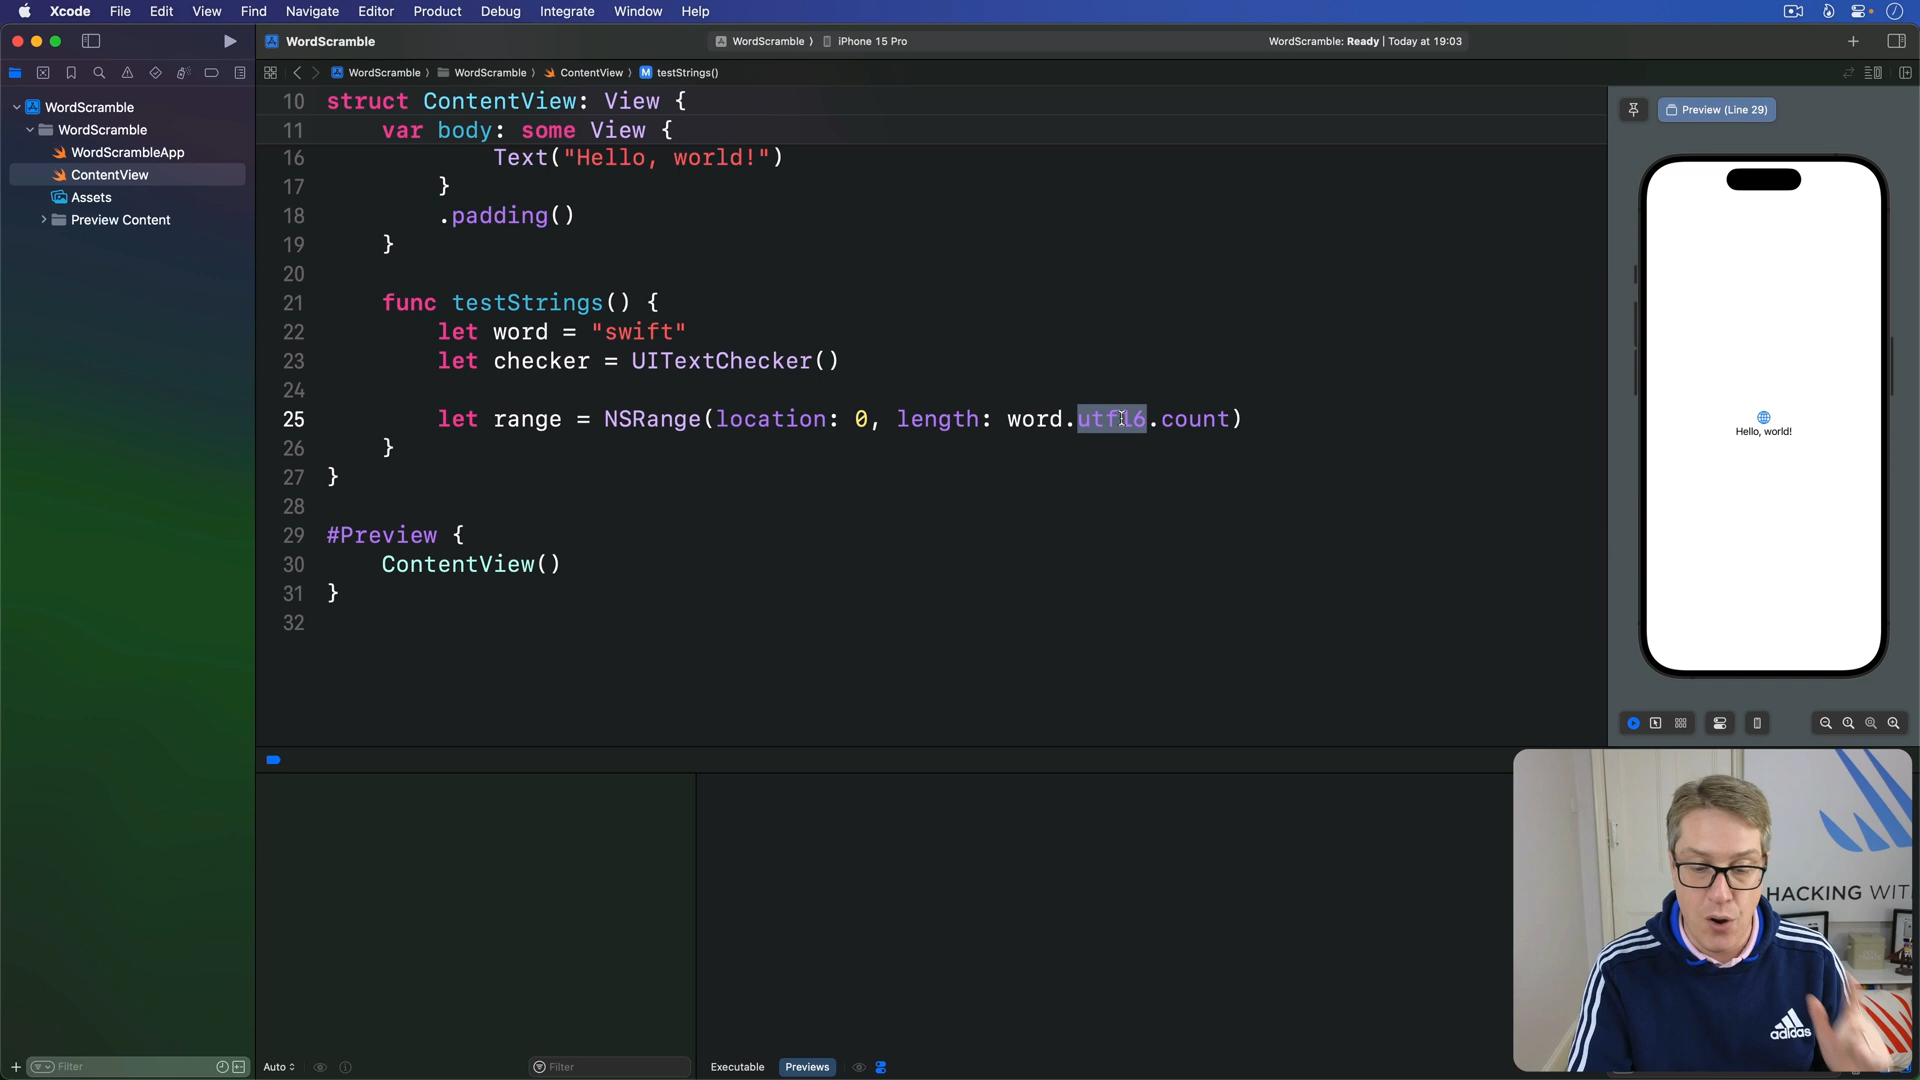 Xcode File Edit View Find Navigate Editor Product Debug Integrate Window Help
WordScramble
WordScramble iPhone 15 Pro
WordScramble: Ready | Today at 19:03
WordScramble WordScramble ContentView M testStrings()
WordScramble
WordScramble
WordScrambleApp
ContentView
Assets
Preview Content
10 struct ContentView: View {
11 var body: some View {
16 Text("Hello, world!")
17 }
18 .padding()
19 }
20
21 func testStrings() {
22 let word = "swift"
23 let checker = UITextChecker()
24
25 let range = NSRange(location: 0, length: word.utf16.count)
26 }
27 }
28
29 #Preview {
30 ContentView()
31 }
32
Preview (Line 29)
Hello, world!
HACKING WIT
adidas
Filter
Auto
Filter
Executable Previews